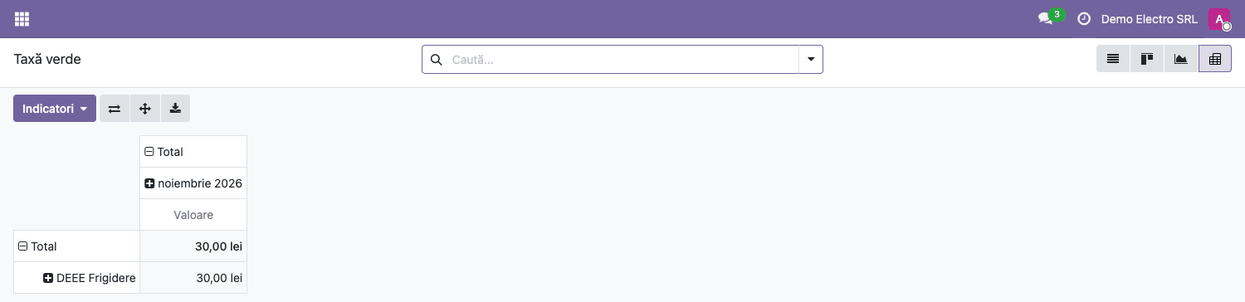 3 Demo Electro SRL A
Taxă verde Caută...
Indicatori
Total
noiembrie 2026
Valoare
Total 30,00 lei
DEEE Frigidere 30,00 lei